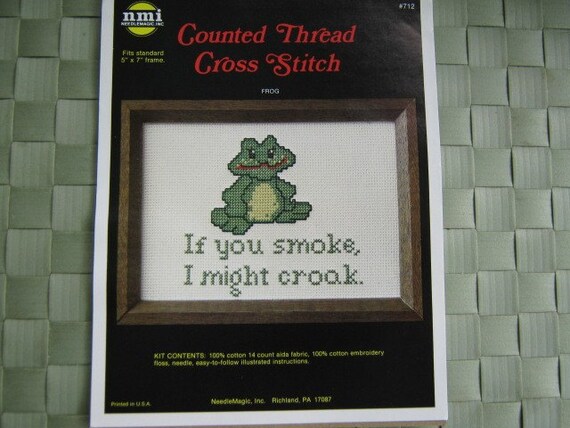 nmi
NEEDLEMAGIC, INC
#712
Counted Thread
Cross Stitch
Fits standard
5" x 7" frame.
FROG
If you smoke,
I might croak.
KIT CONTENTS: 100% cotton 14 count aida fabric, 100% cotton embroidery
floss, needle, easy-to-follow illustrated instructions.
Printed in U.S.A.
NeedleMagic, Inc. Richland, PA 17087